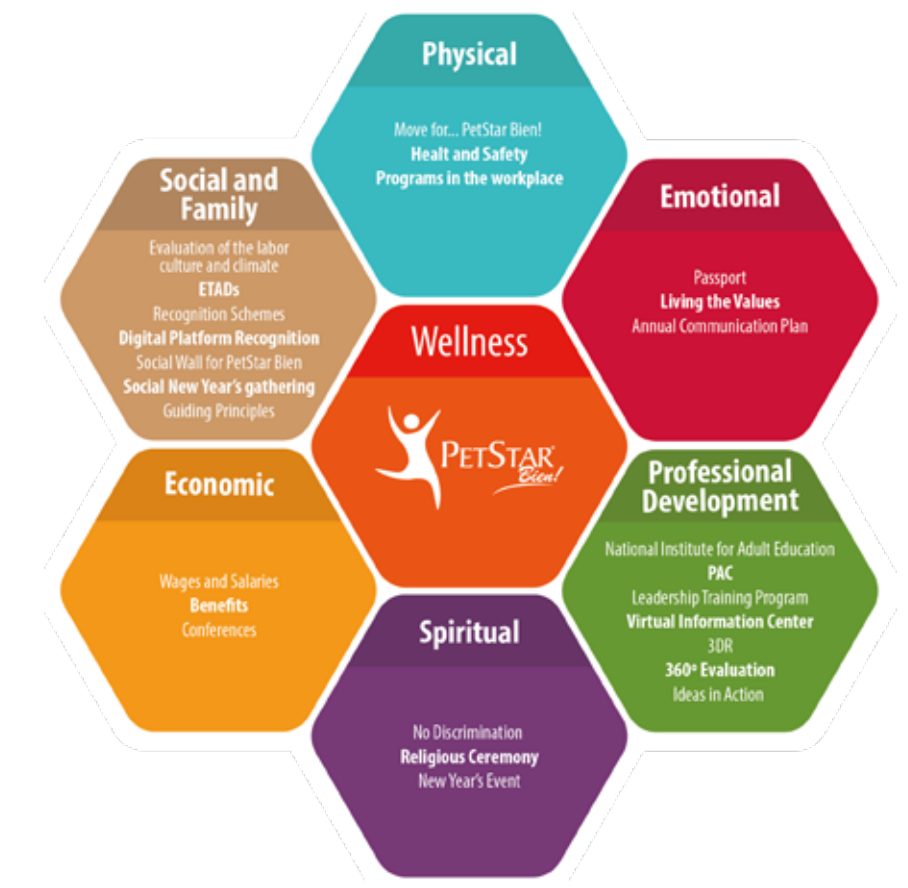 Physical
Move for... PetStar Bien!
Healt and Safety
Programs in the workplace
Social and
Family
Evaluation of the labor
culture and climate
ETADs
Recognition Schemes
Digital Platform Recognition
Social Wall for PetStar Bien
Social New Year's gathering
Guiding Principles
Emotional
Passport
Living the Values
Annual Communication Plan
Wellness
PETSTAR®
Bien!
Economic
Wages and Salaries
Benefits
Conferences
Professional
Development
National Institute for Adult Education
PAC
Leadership Training Program
Virtual Information Center
3DR
360º Evaluation
Ideas in Action
Spiritual
No Discrimination
Religious Ceremony
New Year's Event